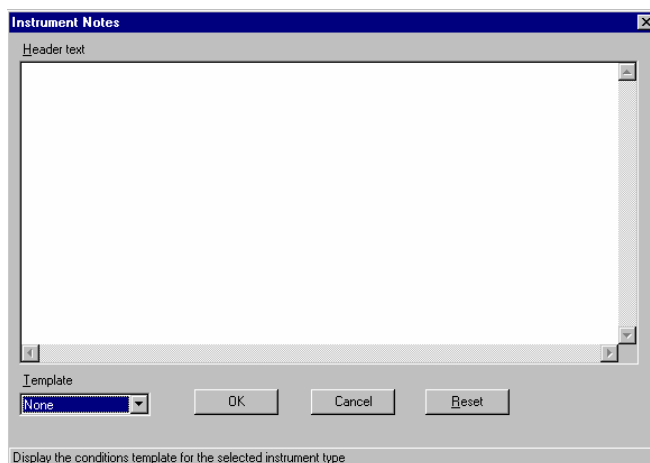 Instrument Notes
Header text
Template
None
OK
Cancel
Reset
Display the conditions template for the selected instrument type